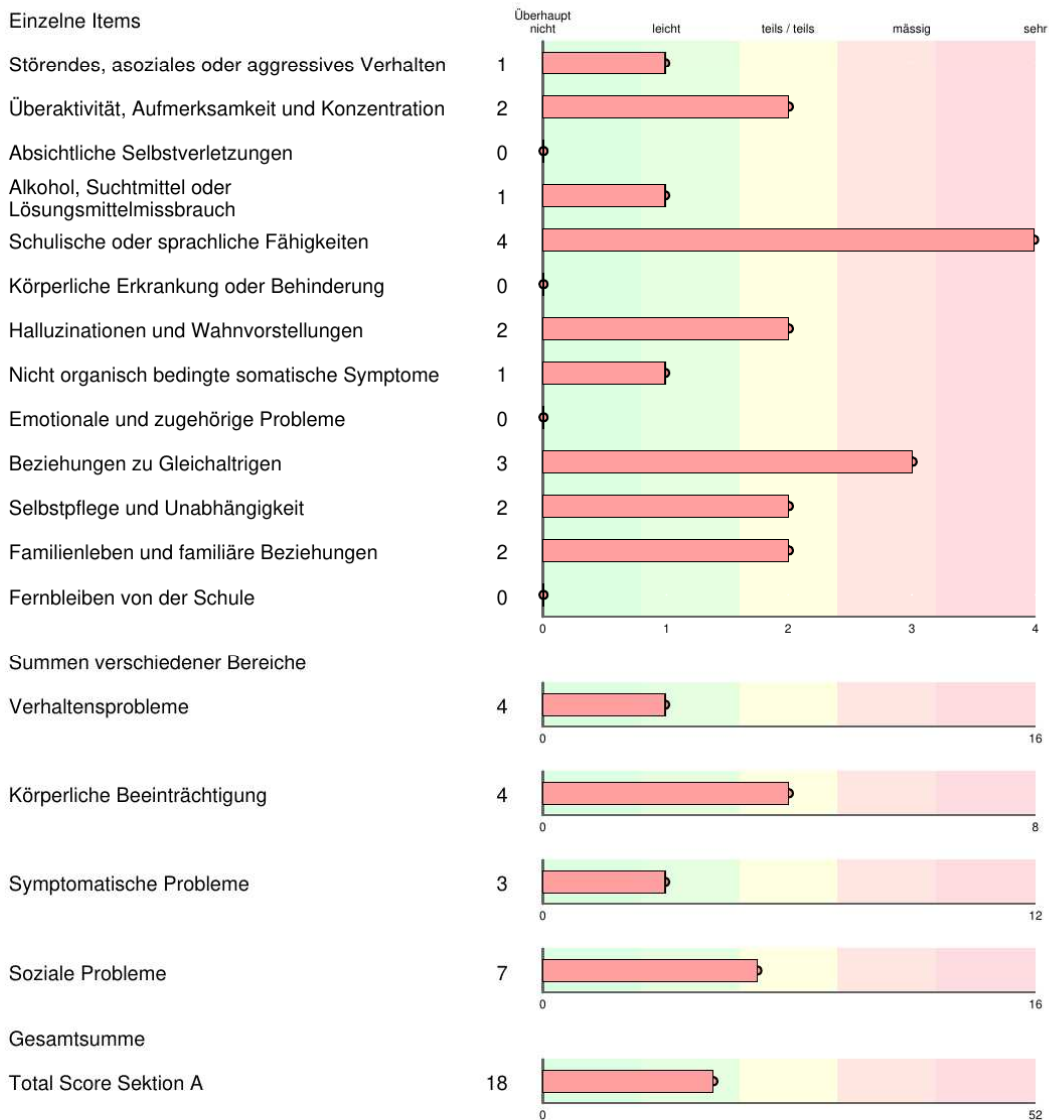 Einzelne Items
Überhaupt
nicht leicht teils / teils mässig sehr
Störendes, asoziales oder aggressives Verhalten 1
Überaktivität, Aufmerksamkeit und Konzentration 2
Absichtliche Selbstverletzungen 0
Alkohol, Suchtmittel oder
Lösungsmittelmissbrauch 1
Schulische oder sprachliche Fähigkeiten 4
Körperliche Erkrankung oder Behinderung 0
Halluzinationen und Wahnvorstellungen 2
Nicht organisch bedingte somatische Symptome 1
Emotionale und zugehörige Probleme 0
Beziehungen zu Gleichaltrigen 3
Selbstpflege und Unabhängigkeit 2
Familienleben und familiäre Beziehungen 2
Fernbleiben von der Schule 0
0 1 2 3 4
Summen verschiedener Bereiche
Verhaltensprobleme 4
0 16
Körperliche Beeinträchtigung 4
0 8
Symptomatische Probleme 3
0 12
Soziale Probleme 7
0 16
Gesamtsumme
Total Score Sektion A 18
0 52